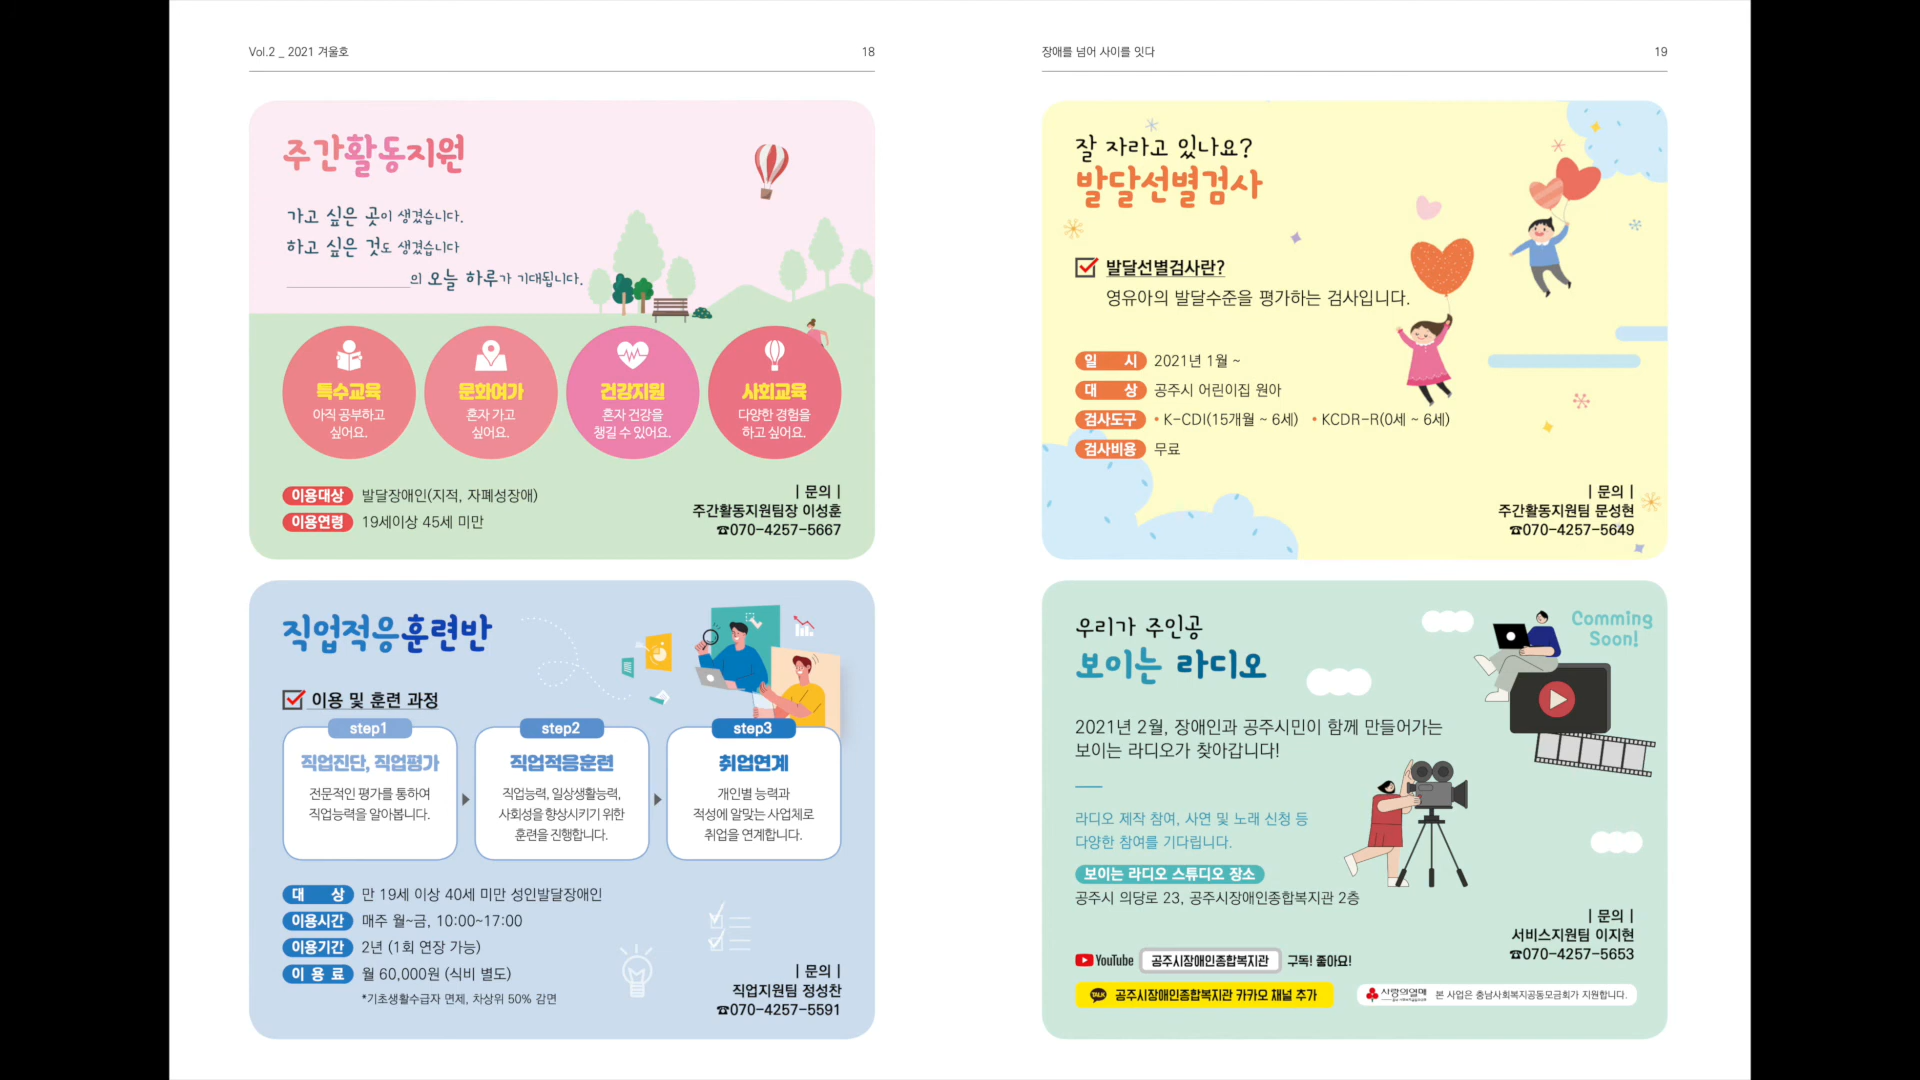 Vol.2 _ 2021 겨울호
18
주간활동지원
가고 싶은 곳이 생겼습니다.
하고 싶은 것도 생겼습니다
의 오늘 하루가 기대됩니다.
특수교육
아직 공부하고
싶어요.
문화여가
혼자 가고
싶어요.
건강지원
혼자 건강을
챙길 수 있어요.
사회교육
다양한 경험을
하고 싶어요.
이용대상 발달장애인(지적, 자폐성장애)
이용연령 19세이상 45세 미만
| 문의 |
주간활동지원팀장 이성훈
☎070-4257-5667
직업적응훈련반
이용 및 훈련 과정
step1
직업진단, 직업평가
전문적인 평가를 통하여
직업능력을 알아봅니다.
step2
직업적응훈련
직업능력, 일상생활능력,
사회성을 향상시키기 위한
훈련을 진행합니다.
step3
취업연계
개인별 능력과
적성에 알맞는 사업체로
취업을 연계합니다.
대 상 만 19세 이상 40세 미만 성인발달장애인
이용시간 매주 월~금, 10:00~17:00
이용기간 2년 (1회 연장 가능)
이 용 료 월 60,000원 (식비 별도)
*기초생활수급자 면제, 차상위 50% 감면
| 문의 |
직업지원팀 정성찬
☎070-4257-5591
장애를 넘어 사이를 잇다
19
잘 자라고 있나요?
발달선별검사
발달선별검사란?
영유아의 발달수준을 평가하는 검사입니다.
일 시 2021년 1월 ~
대 상 공주시 어린이집 원아
검사도구 • K-CDI(15개월 ~ 6세) • KCDR-R(0세 ~ 6세)
검사비용 무료
| 문의 |
주간활동지원팀 문성현
☎070-4257-5649
우리가 주인공
보이는 라디오
Comming
Soon!
2021년 2월, 장애인과 공주시민이 함께 만들어가는
보이는 라디오가 찾아갑니다!
라디오 제작 참여, 사연 및 노래 신청 등
다양한 참여를 기다립니다.
보이는 라디오 스튜디오 장소
공주시 의당로 23, 공주시장애인종합복지관 2층
| 문의 |
서비스지원팀 이지현
☎070-4257-5653
YouTube 공주시장애인종합복지관 구독! 좋아요!
TALK 공주시장애인종합복지관 카카오 채널 추가
사랑의열매 본 사업은 충남사회복지공동모금회가 지원합니다.